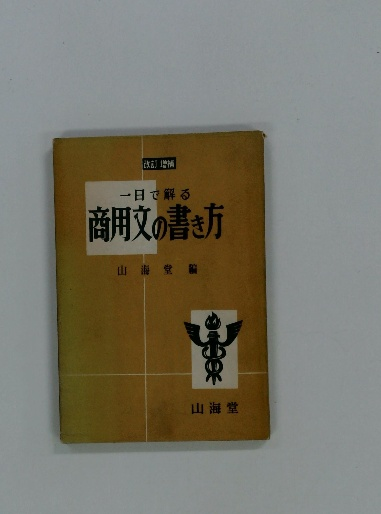 改訂増補
一日で解る
商用文の書き方
山海堂編
山海堂